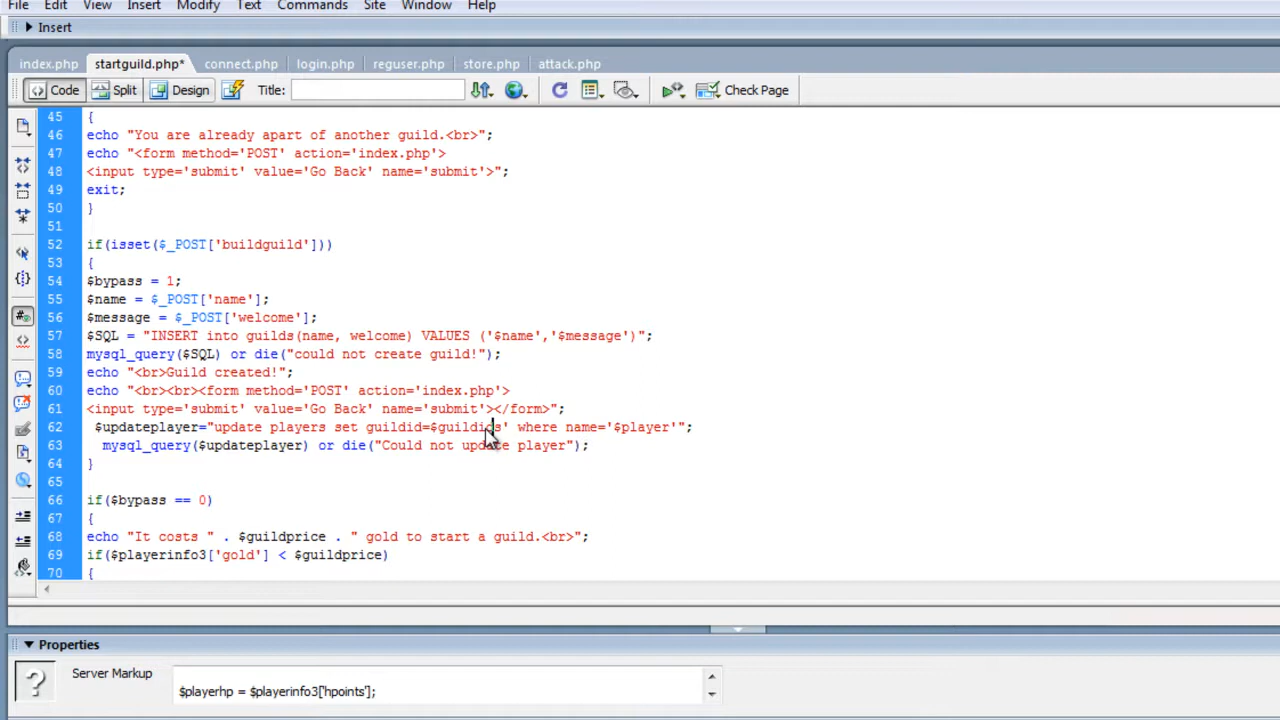 File Edit View Insert Modify Text Commands Site Window Help
Insert
index.php startguild.php* connect.php login.php reguser.php store.php attack.php
Code Split Design Title: Check Page
45 {
46 echo "You are already apart of another guild.<br>";
47 echo "<form method='POST' action='index.php'>
48 <input type='submit' value='Go Back' name='submit'>";
49 exit;
50 }
51
52 if(isset($_POST['buildguild']))
53 {
54 $bypass = 1;
55 $name = $_POST['name'];
56 $message = $_POST['welcome'];
57 $SQL = "INSERT into guilds(name, welcome) VALUES ('$name','$message')";
58 mysql_query($SQL) or die("could not create guild!");
59 echo "<br>Guild created!";
60 echo "<br><br><form method='POST' action='index.php'>
61 <input type='submit' value='Go Back' name='submit'></form>";
62 $updateplayer="update players set guildid=$guildids' where name='$player'";
63 mysql_query($updateplayer) or die("Could not update player");
64 }
65
66 if($bypass == 0)
67 {
68 echo "It costs " . $guildprice . " gold to start a guild.<br>";
69 if($playerinfo3['gold'] < $guildprice)
70 {
Properties
Server Markup
$playerhp = $playerinfo3['hpoints'];